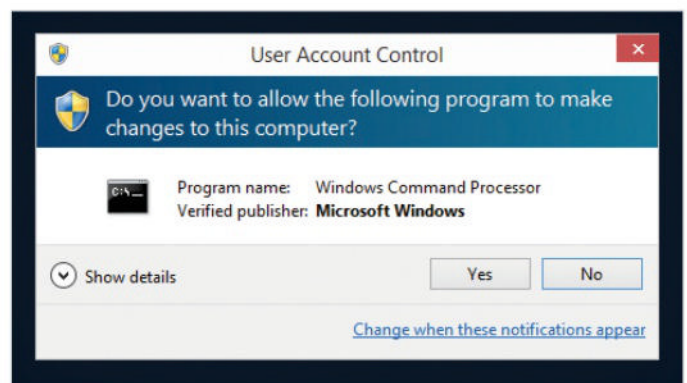 User Account Control
Do you want to allow the following program to make
changes to this computer?
C:\_
Program name: Windows Command Processor
Verified publisher: Microsoft Windows
Show details
Yes
No
Change when these notifications appear